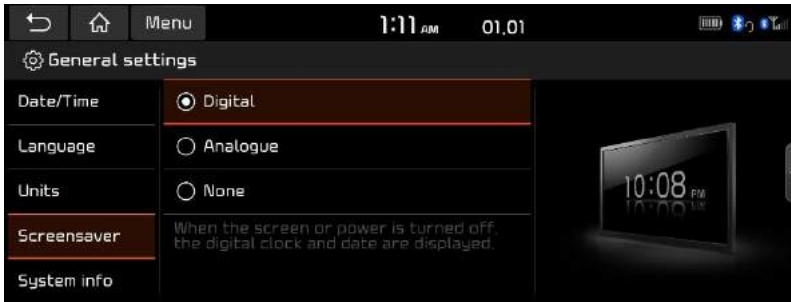 Menu
1:11 AM
01.01
General settings
Date/Time
Digital
Language
Analogue
Units
None
Screensaver
When the screen or power is turned off,
the digital clock and date are displayed.
System info
10:08 PM